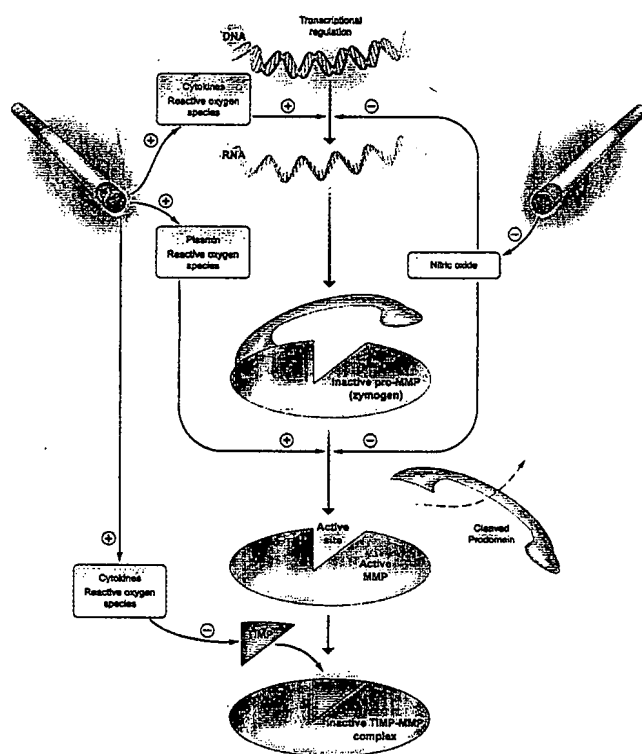 Transcriptional
regulation
DNA
Cytokines
Reactive oxygen
species
+
−
+
RNA
+
Plasmin
Reactive oxygen
species
−
Nitric oxide
Inactive pro-MMP
(zymogen)
+
−
Cleaved
Prodomein
Active
site
Active
MMP
+
Cytokines
Reactive oxygen
species
−
TIMP
Inactive TIMP-MMP
complex